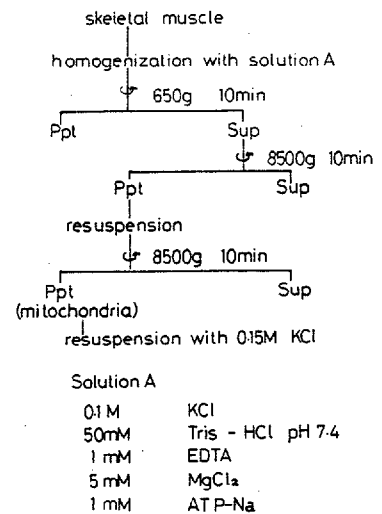 skeletal muscle
homogenization with solution A
650g 10min
Ppt Sup
8500g 10min
Ppt Sup
resuspension
8500g 10min
Ppt Sup
(mitochondria)
resuspension with 0.15M KCl
Solution A
0.1 M KCl
50mM Tris - HCl pH 7.4
1 mM EDTA
5 mM MgCl₂
1 mM ATP-Na